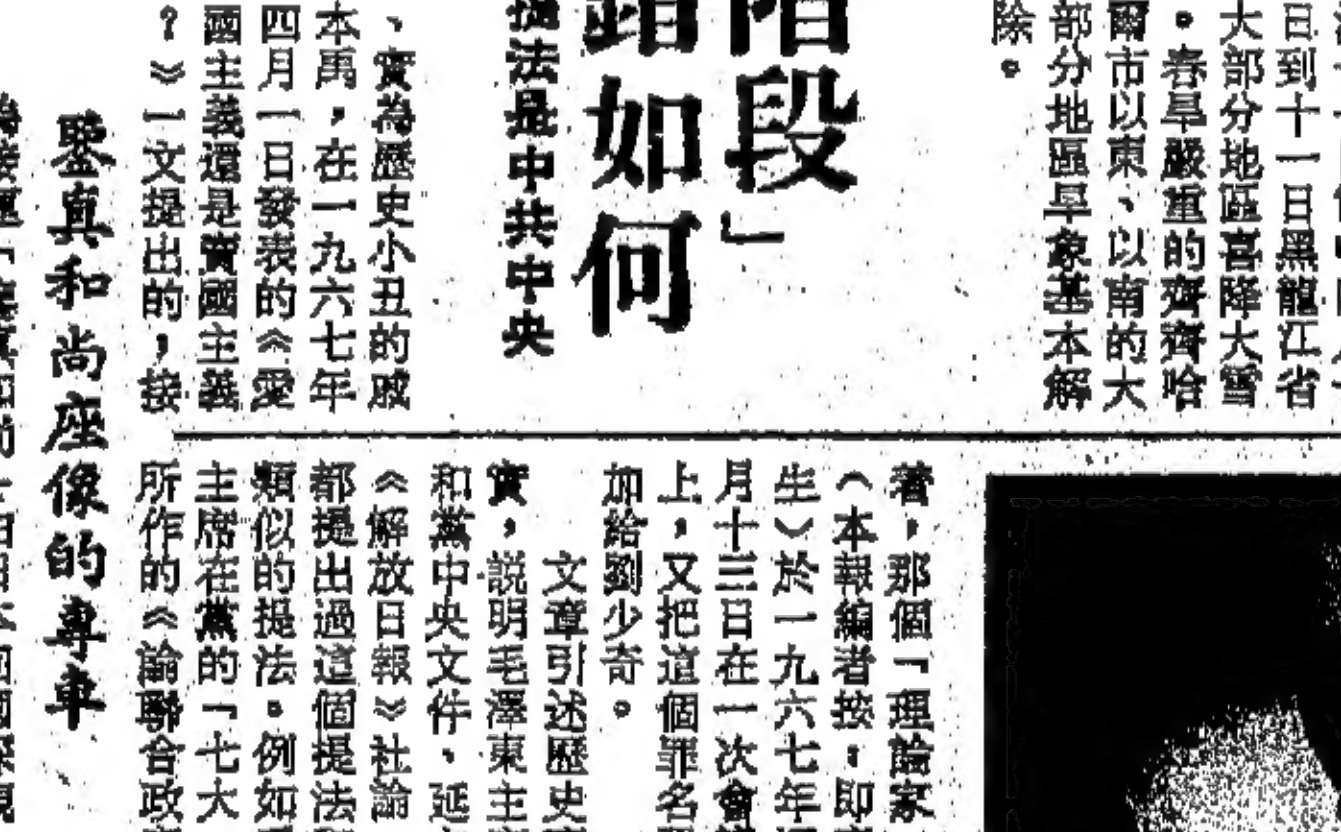 日到十一日黑龍江省
大部分地區喜降大雪
。春旱嚴重的齊齊哈
爾市以東、以南的大
部分地區旱象基本解
除。
階段」
路如何
提法是中共中央
、實為歷史小丑的戚
本禹，在一九六七年
四月一日發表的《愛
國主義還是賣國主義
？》一文提出的，接
著，那個「理論家
（本報編者按：即
生）於一九六七年
月十三日在一次會
上，又把這個罪名
加給劉少奇。
文章引述歷史
實，説明毛澤東主
和黨中央文件、延
《解放日報》社論
都提出過這個提法
類似的提法。例如
主席在黨的「七大
所作的《論聯合政
鑒真和尚座像的專車